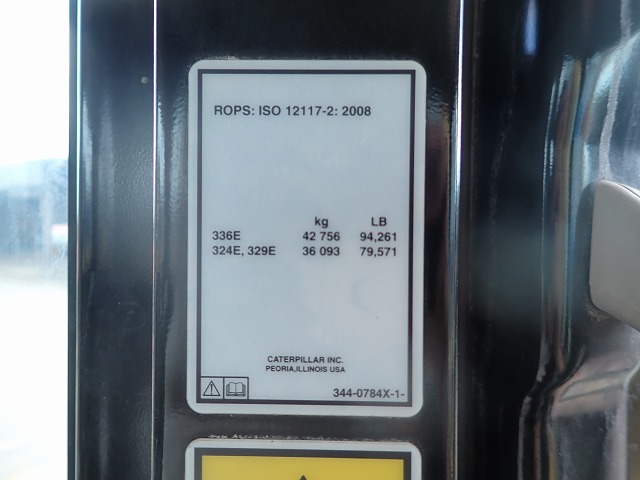 ROPS: ISO 12117-2: 2008
kg LB
336E 42 756 94,261
324E, 329E 36 093 79,571
CATERPILLAR INC.
PEORIA,ILLINOIS USA
344-0784X-1-